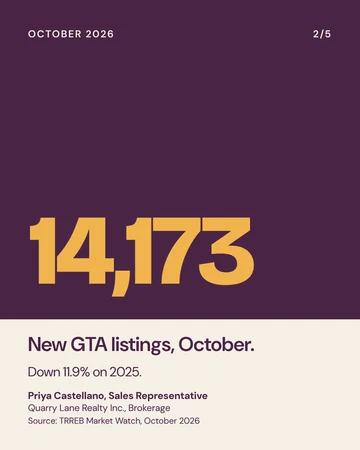 OCTOBER 2026
2/5
14,173
New GTA listings, October.
Down 11.9% on 2025.
Priya Castellano, Sales Representative
Quarry Lane Realty Inc., Brokerage
Source: TRREB Market Watch, October 2026